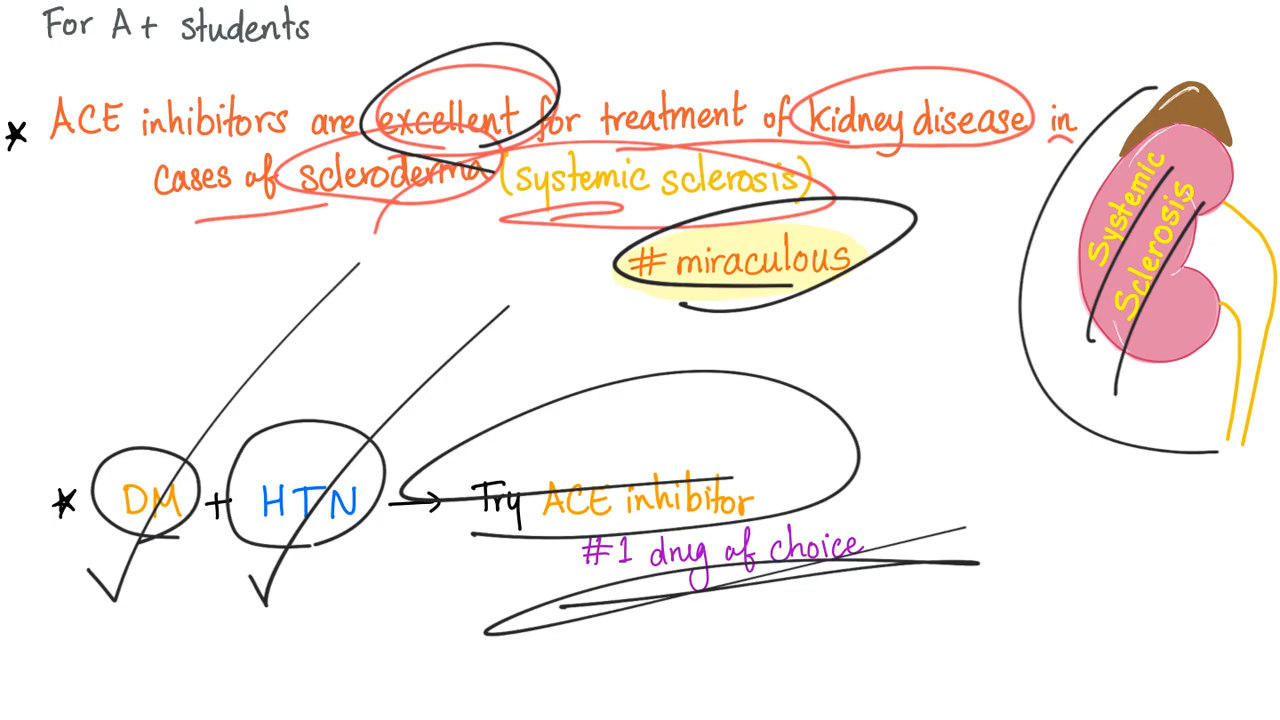 For A+ students
* ACE inhibitors are excellent for treatment of kidney disease in
cases of scleroderma (systemic sclerosis)
# miraculous
Systemic
Sclerosis
* DM + HTN → Try ACE inhibitor
#1 drug of choice